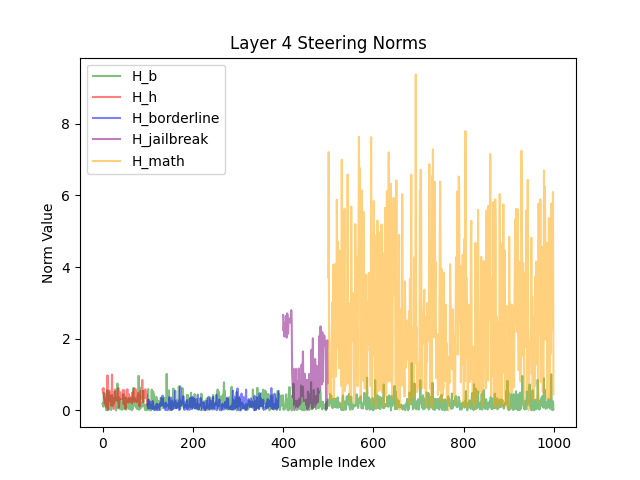 Layer 4 Steering Norms
H_b
H_h
H_borderline
H_jailbreak
H_math
Norm Value
8
6
4
2
0
0 200 400 600 800 1000
Sample Index